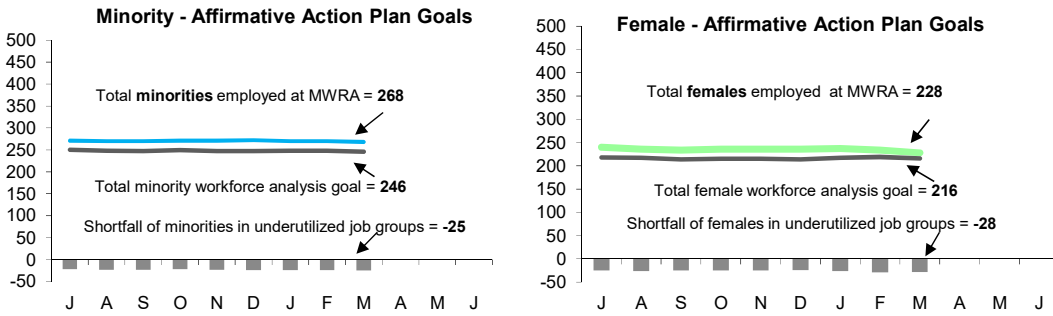 Minority - Affirmative Action Plan Goals
500
450
400
350
300
250
200
150
100
50
0
-50
Total minorities employed at MWRA = 268
Total minority workforce analysis goal = 246
Shortfall of minorities in underutilized job groups = -25
J A S O N D J F M A M J
Female - Affirmative Action Plan Goals
500
450
400
350
300
250
200
150
100
50
0
-50
Total females employed at MWRA = 228
Total female workforce analysis goal = 216
Shortfall of females in underutilized job groups = -28
J A S O N D J F M A M J